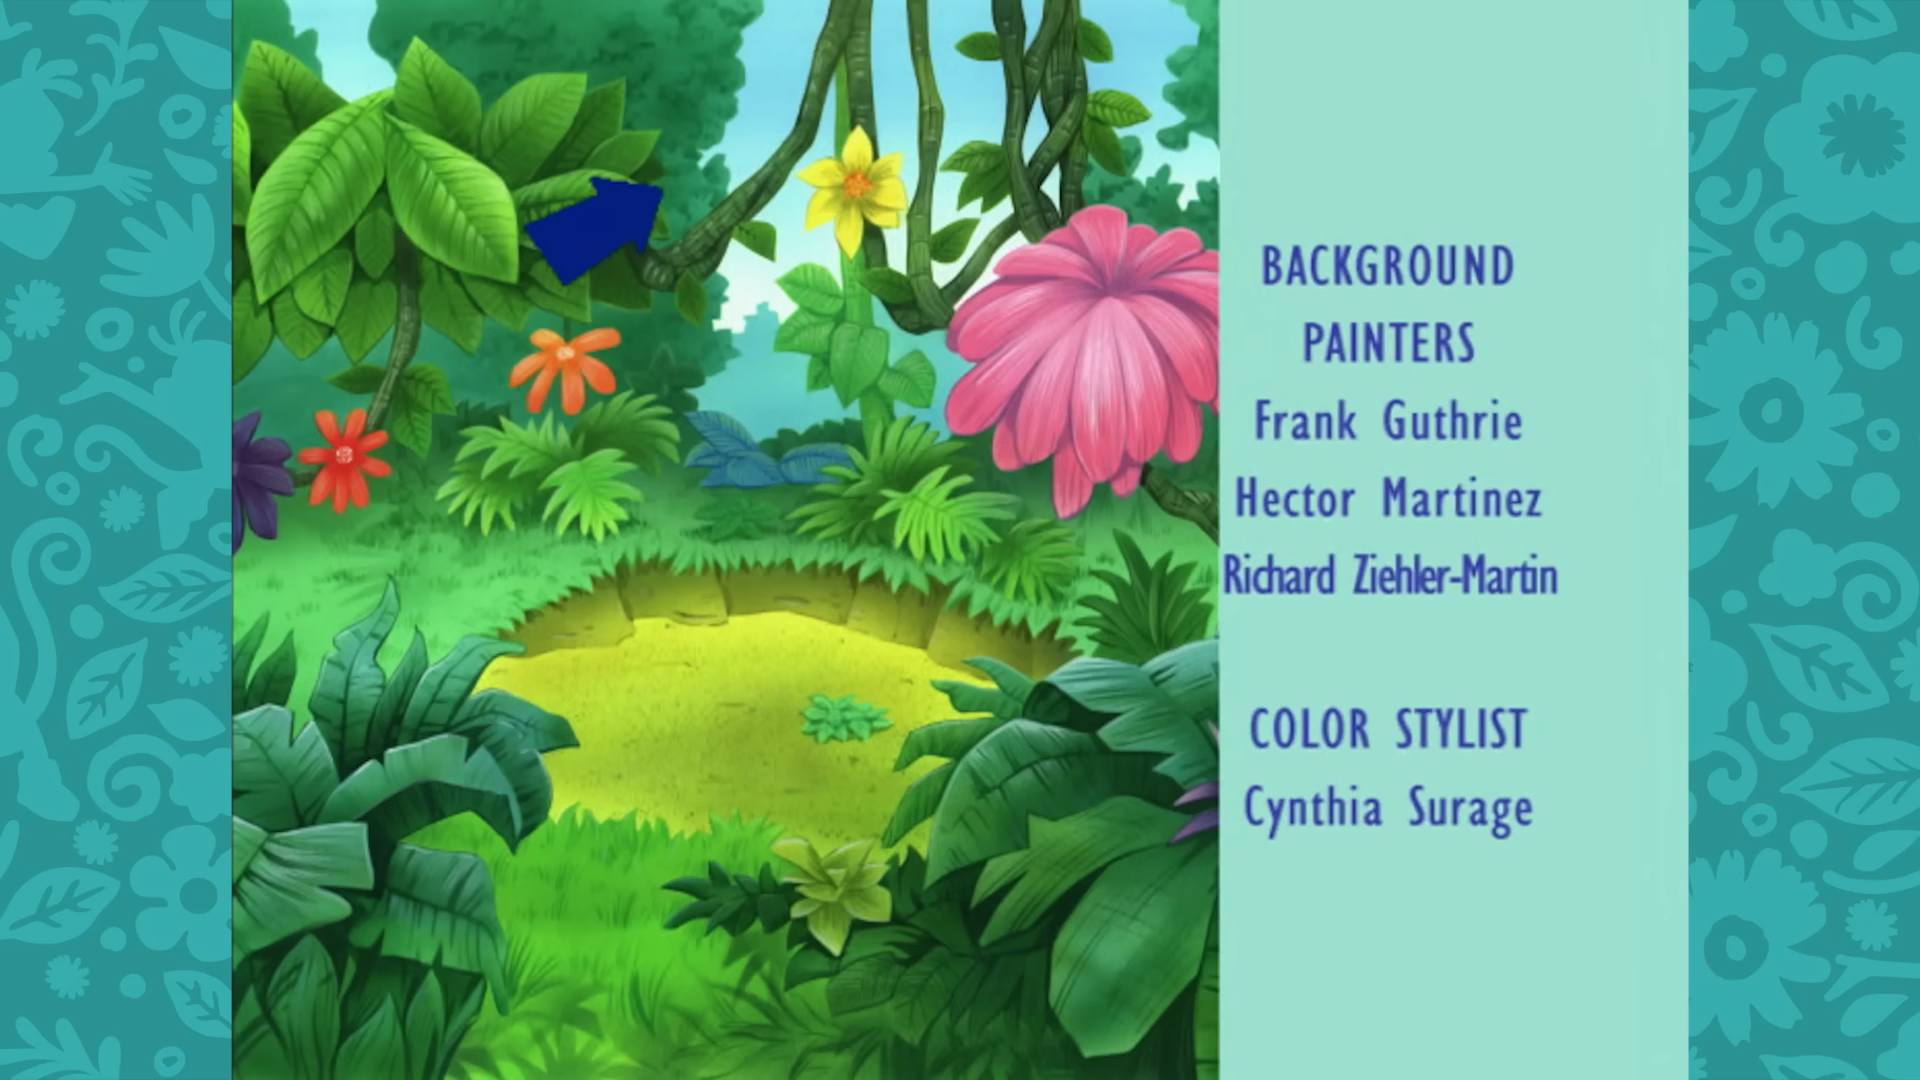 BACKGROUND
PAINTERS
Frank Guthrie
Hector Martinez
Richard Ziehler-Martin
COLOR STYLIST
Cynthia Surage